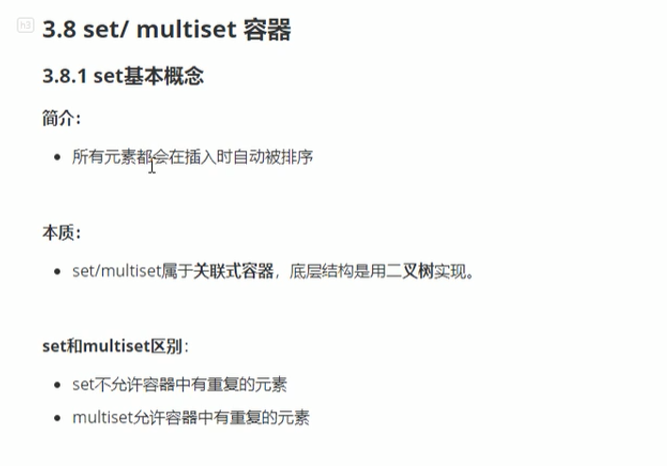 h3
3.8 set/ multiset 容器
3.8.1 set基本概念
简介：
所有元素都会在插入时自动被排序
本质：
set/multiset属于关联式容器，底层结构是用二叉树实现。
set和multiset区别：
set不允许容器中有重复的元素
multiset允许容器中有重复的元素